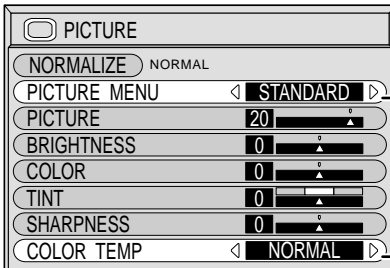 PICTURE
NORMALIZE NORMAL
PICTURE MENU STANDARD
PICTURE 20
BRIGHTNESS 0
COLOR 0
TINT 0
SHARPNESS 0
COLOR TEMP NORMAL